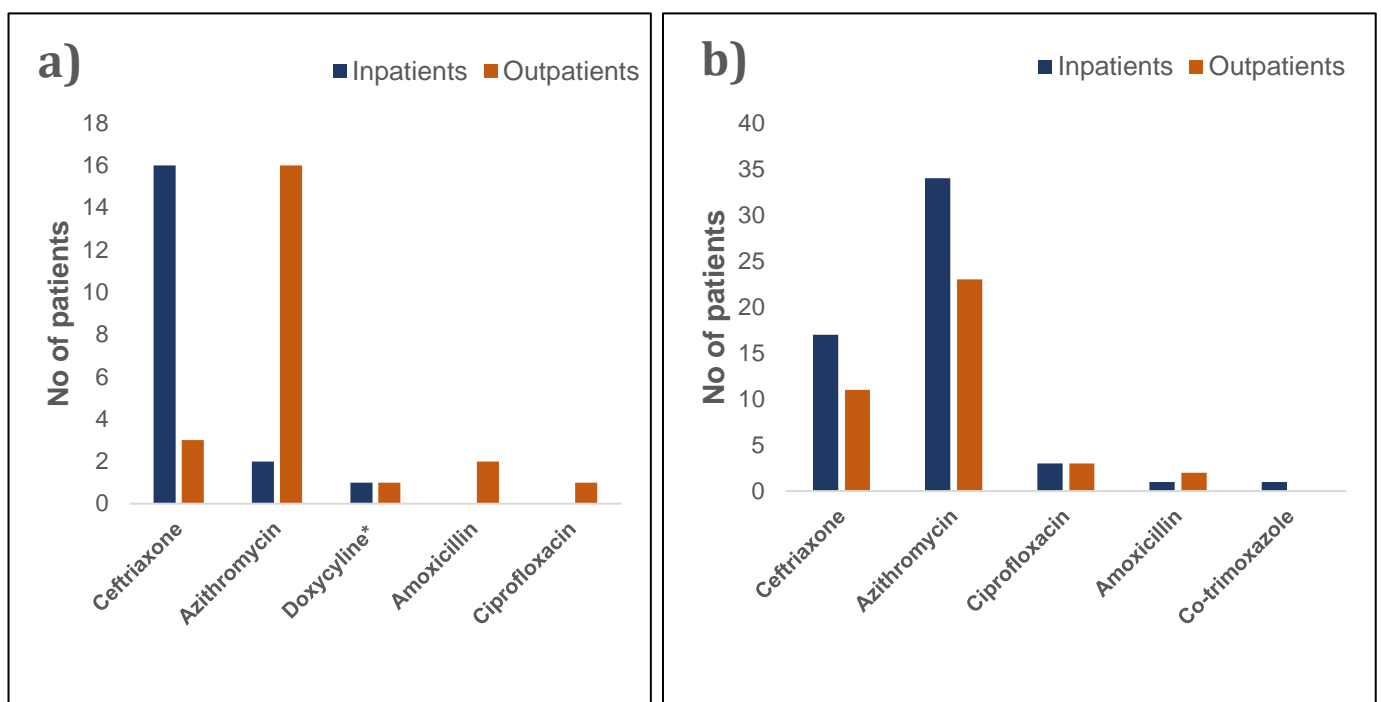 a)
Inpatients Outpatients
No of patients
18
16
14
12
10
8
6
4
2
0
Ceftriaxone
Azithromycin
Doxycyline*
Amoxicillin
Ciprofloxacin
b)
Inpatients Outpatients
No of patients
40
35
30
25
20
15
10
5
0
Ceftriaxone
Azithromycin
Ciprofloxacin
Amoxicillin
Co-trimoxazole